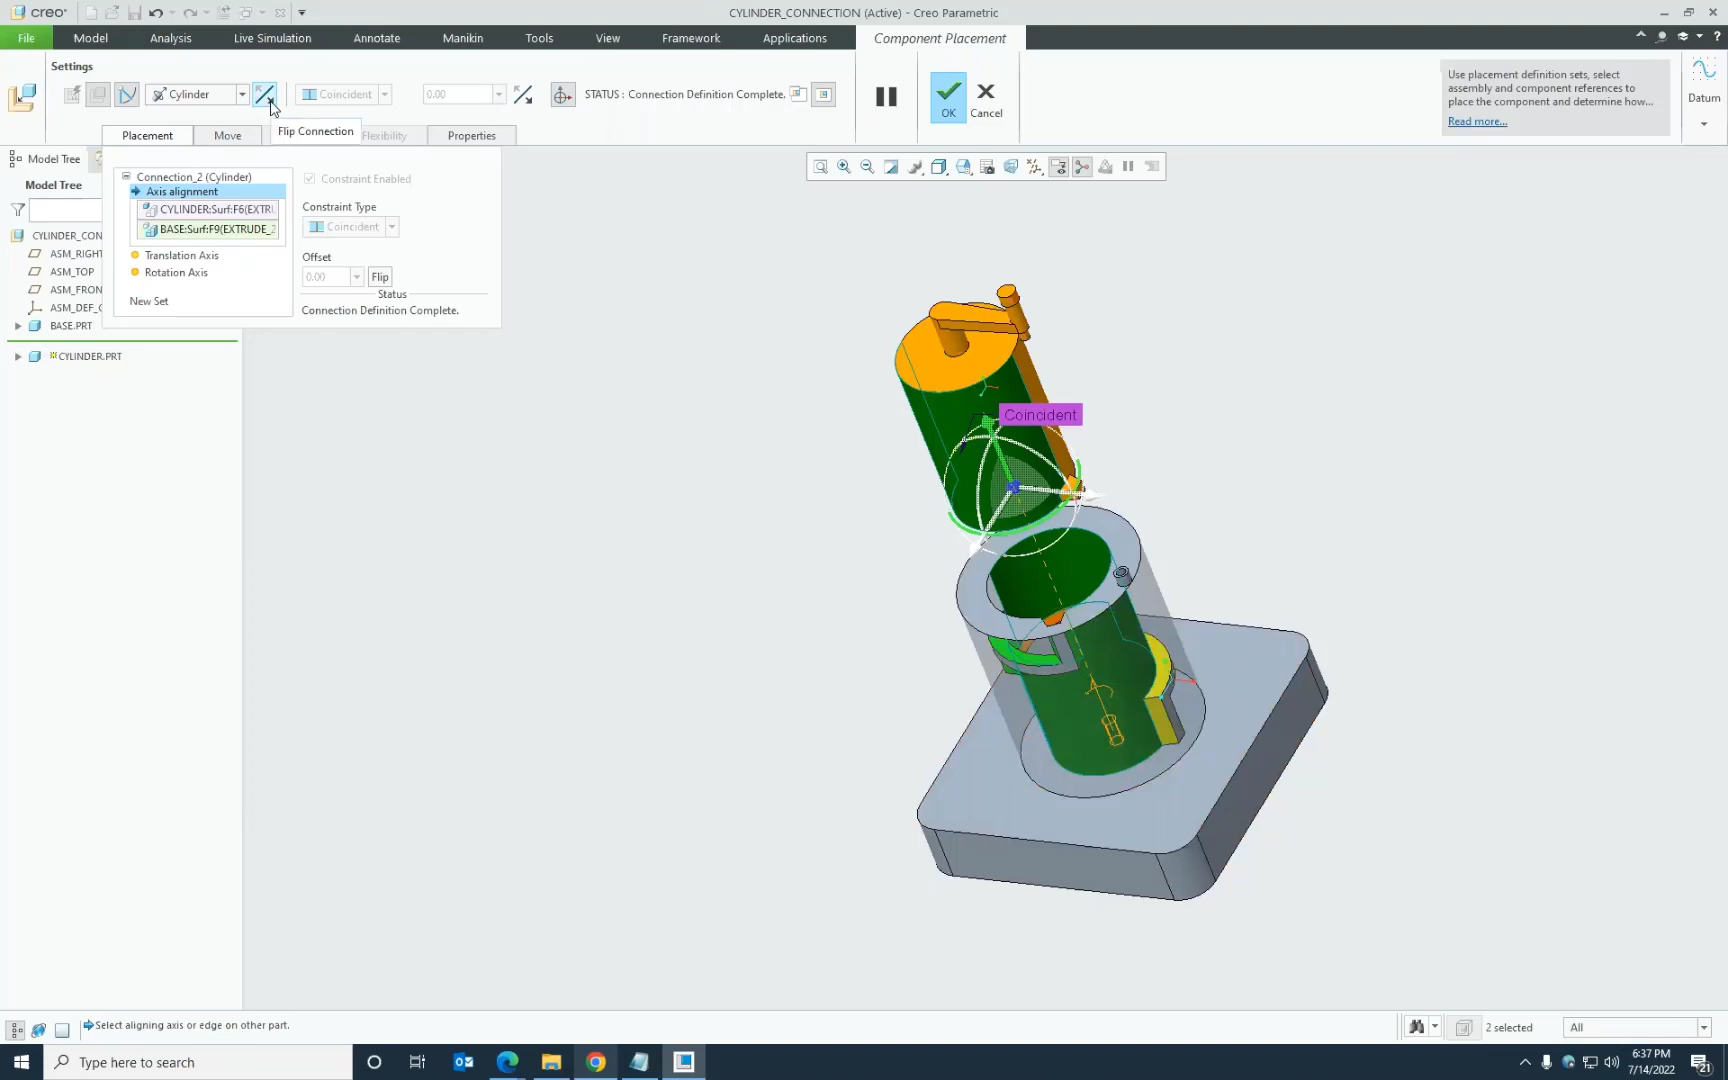 creo
CYLINDER_CONNECTION (Active) - Creo Parametric
File
Model
Analysis
Live Simulation
Annotate
Manikin
Tools
View
Framework
Applications
Component Placement
Settings
Cylinder
Coincident
0.00
STATUS : Connection Definition Complete.
OK
Cancel
Use placement definition sets, select
assembly and component references to
place the component and determine how...
Read more...
Datum
Placement
Move
Flip Connection
Flexibility
Properties
Model Tree
Model Tree
CYLINDER_CON
ASM_RIGHT
ASM_TOP
ASM_FRON
ASM_DEF_C
BASE.PRT
CYLINDER.PRT
Connection_2 (Cylinder)
Axis alignment
CYLINDER:Surf:F6(EXTRU
BASE:Surf:F9(EXTRUDE_2
Translation Axis
Rotation Axis
New Set
Constraint Enabled
Constraint Type
Coincident
Offset
0.00
Flip
Status
Connection Definition Complete.
Coincident
Select aligning axis or edge on other part.
2 selected
All
Type here to search
6:37 PM
7/14/2022
21